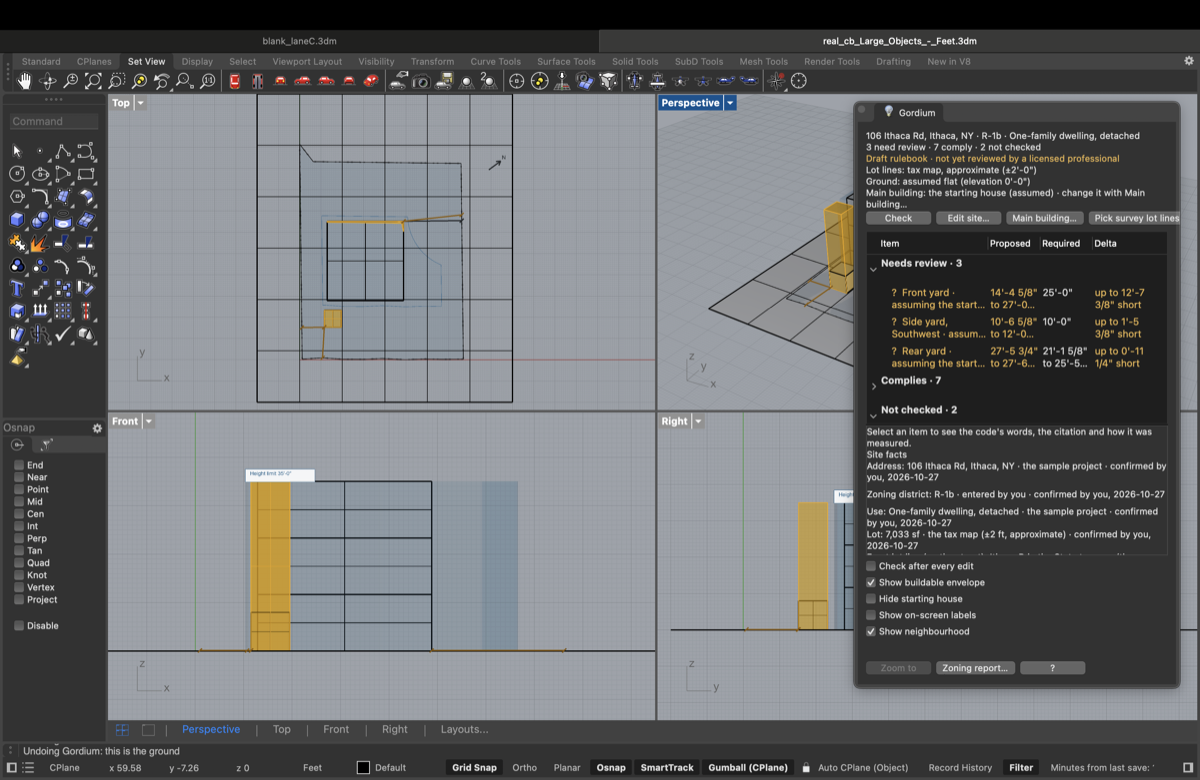 blank_laneC.3dm
real_cb_Large_Objects_-_Feet.3dm
Standard CPlanes Set View Display Select Viewport Layout Visibility Transform Curve Tools Surface Tools Solid Tools SubD Tools Mesh Tools Render Tools Drafting New in V8
Command
Top
N
y
x
Perspective
z
y
x
Front
Height limit 35'-0"
z
x
Right
Height
z
y
Osnap
End
Near
Point
Mid
Cen
Int
Perp
Tan
Quad
Knot
Vertex
Project
Disable
Gordium
106 Ithaca Rd, Ithaca, NY · R-1b · One-family dwelling, detached
3 need review · 7 comply · 2 not checked
Draft rulebook · not yet reviewed by a licensed professional
Lot lines: tax map, approximate (±2'-0")
Ground: assumed flat (elevation 0'-0")
Main building: the starting house (assumed) · change it with Main
building...
Check Edit site... Main building... Pick survey lot lines
Item Proposed Required Delta
Needs review · 3
? Front yard · 14'-4 5/8" 25'-0" up to 12'-7
assuming the start... to 27'-0... 3/8" short
? Side yard, 10'-6 5/8" 10'-0" up to 1'-5
Southwest · assum... to 12'-0... 3/8" short
? Rear yard · 27'-5 3/4" 21'-1 5/8" up to 0'-11
assuming the start... to 27'-6... to 25'-5... 1/4" short
Complies · 7
Not checked · 2
Select an item to see the code's words, the citation and how it was
measured.
Site facts
Address: 106 Ithaca Rd, Ithaca, NY · the sample project · confirmed by
you, 2026-10-27
Zoning district: R-1b · entered by you · confirmed by you, 2026-10-27
Use: One-family dwelling, detached · the sample project · confirmed
by you, 2026-10-27
Lot: 7,033 sf · the tax map (±2 ft, approximate) · confirmed by you,
2026-10-27
Check after every edit
Show buildable envelope
Hide starting house
Show on-screen labels
Show neighbourhood
Zoom to Zoning report... ?
Perspective Top Front Right Layouts...
Undoing Gordium: this is the ground
CPlane x 59.58 y -7.26 z 0 Feet Default Grid Snap Ortho Planar Osnap SmartTrack Gumball (CPlane) Auto CPlane (Object) Record History Filter Minutes from last save: